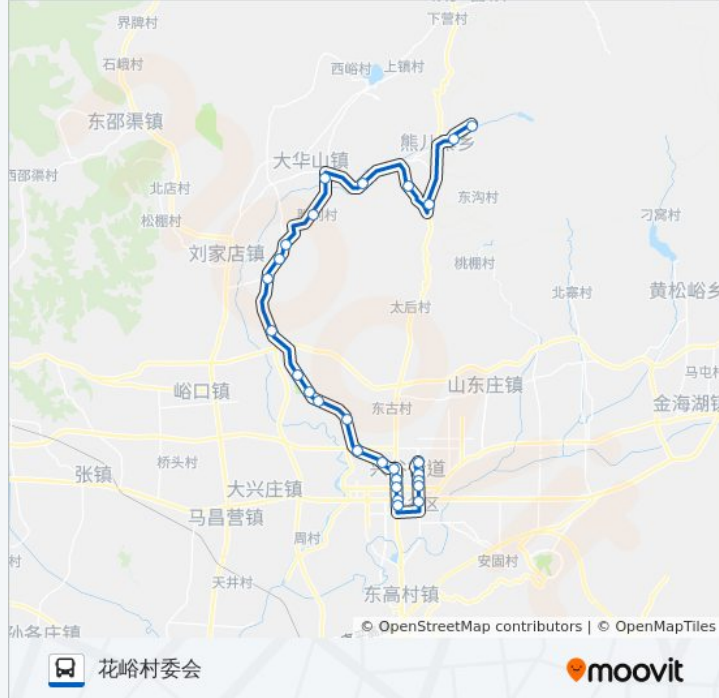 下营村
界牌村
石峨村
西峪村
上镇村
东邵渠镇
大华山镇
西邵渠村
北店村
东沟村
松棚村
刁窝村
刘家店镇
桃棚村
北寨村
黄松峪乡
太后村
马屯村
峪口镇
山东庄镇
东古村
金海湖镇
桥头村
道
张镇
大兴庄镇
区
马昌营镇
周村
安固村
村
天井村
东高村镇
孙各庄镇
© OpenStreetMap contributors | © OpenMapTiles
花峪村委会
moovit